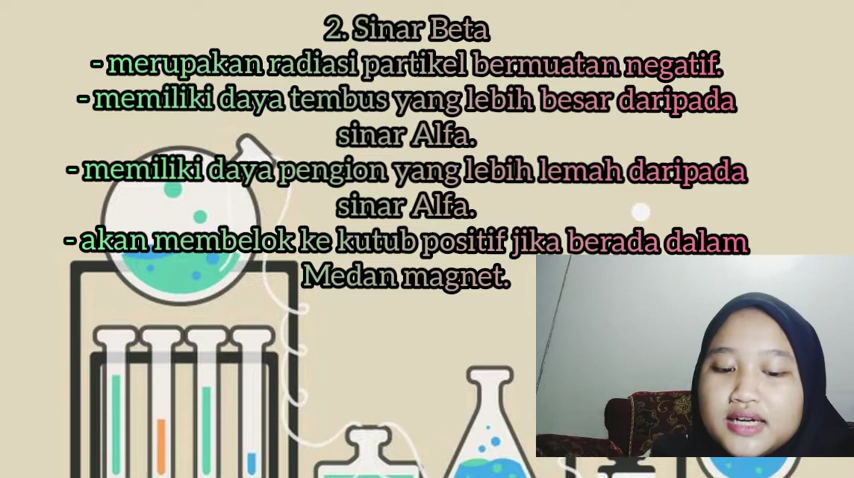 2. Sinar Beta
- merupakan radiasi partikel bermuatan negatif.
- memiliki daya tembus yang lebih besar daripada
sinar Alfa.
- memiliki daya pengion yang lebih lemah daripada
sinar Alfa.
- akan membelok ke kutub positif jika berada dalam
Medan magnet.